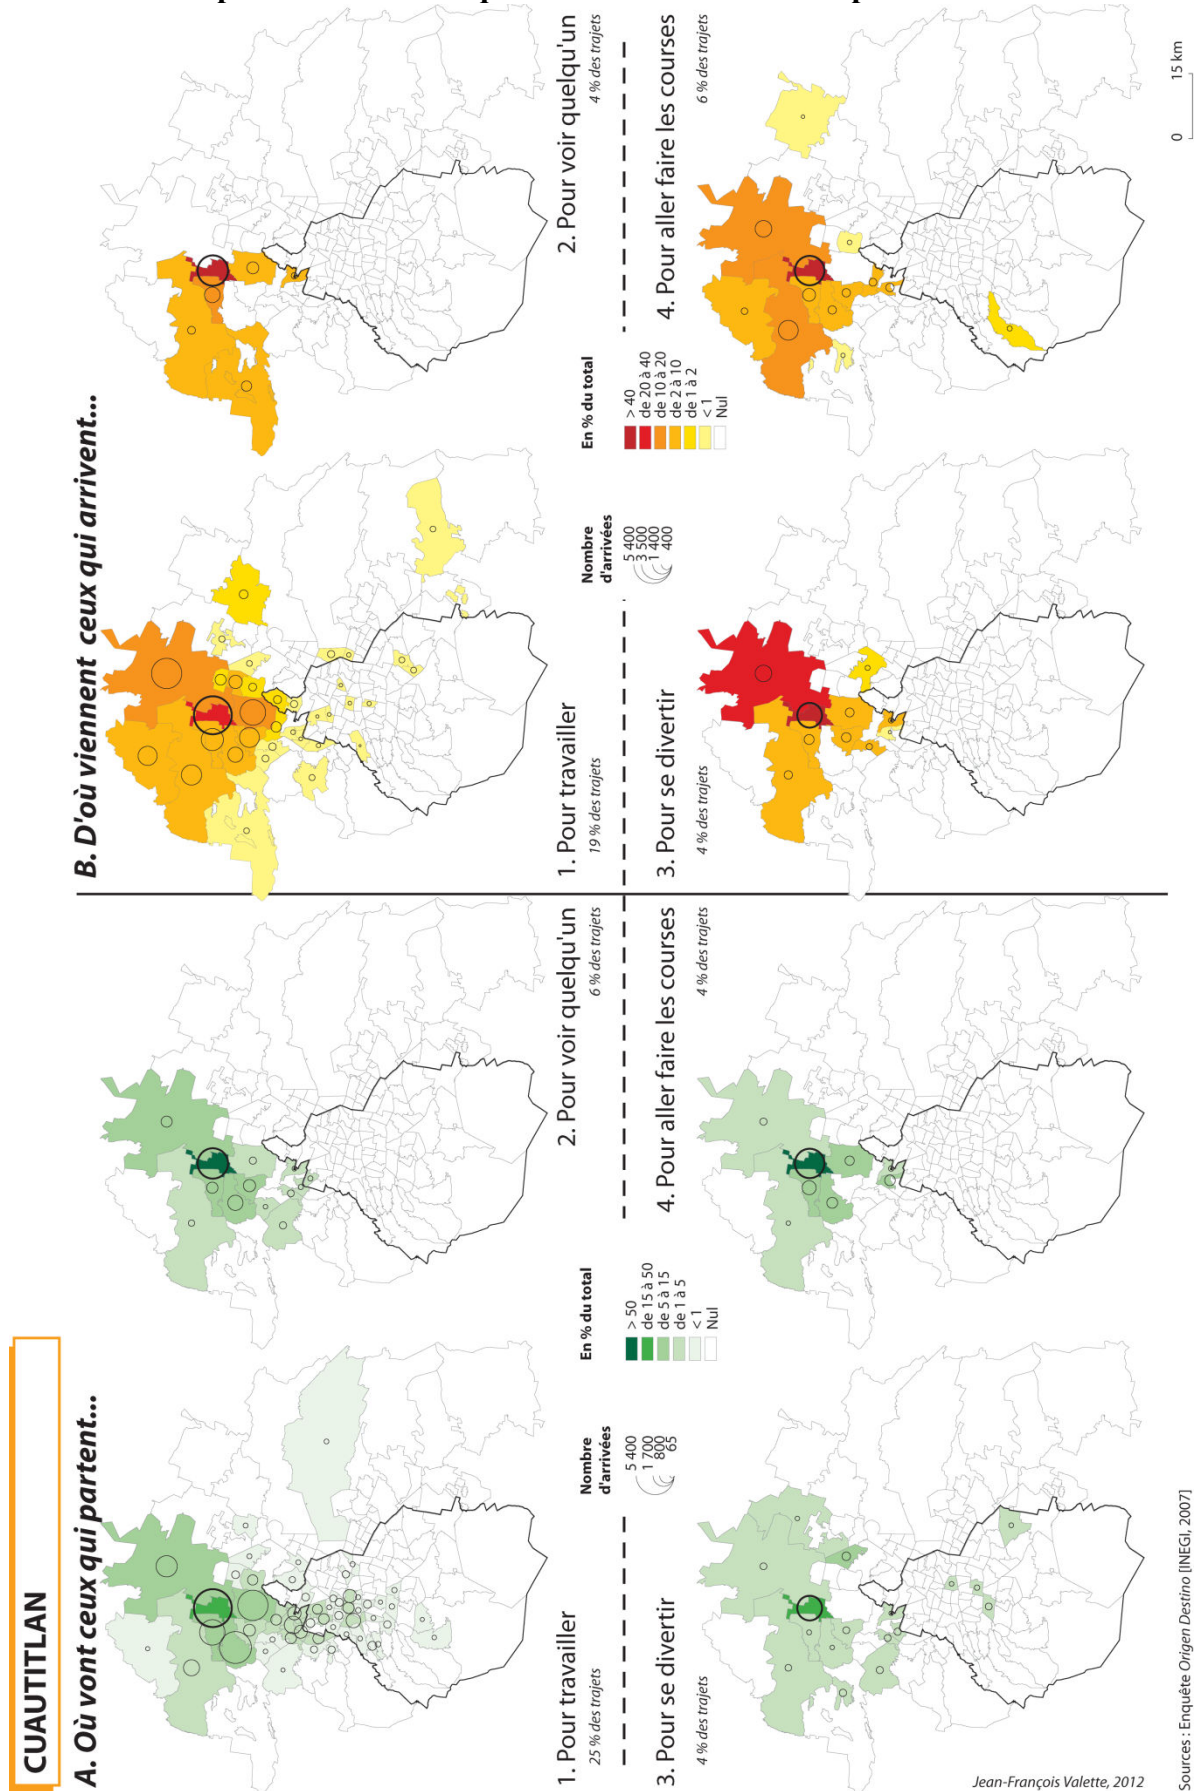 CUAUTITLAN
A. Où vont ceux qui partent...
1. Pour travailler
25 % des trajets
Nombre
d'arrivées
5 400
1 700
800
65
En % du total
> 50
de 15 à 50
de 5 à 15
de 1 à 5
< 1
Nul
2. Pour voir quelqu'un
6 % des trajets
3. Pour se divertir
4 % des trajets
4. Pour aller faire les courses
4 % des trajets
B. D'où viennent ceux qui arrivent...
1. Pour travailler
19 % des trajets
Nombre
d'arrivées
5 400
3 500
1 400
400
En % du total
> 40
de 20 à 40
de 10 à 20
de 2 à 10
de 1 à 2
< 1
Nul
2. Pour voir quelqu'un
4 % des trajets
3. Pour se divertir
4 % des trajets
4. Pour aller faire les courses
6 % des trajets
0 15 km
Jean-François Valette, 2012
Sources : Enquête Origen Destino [INEGI, 2007]